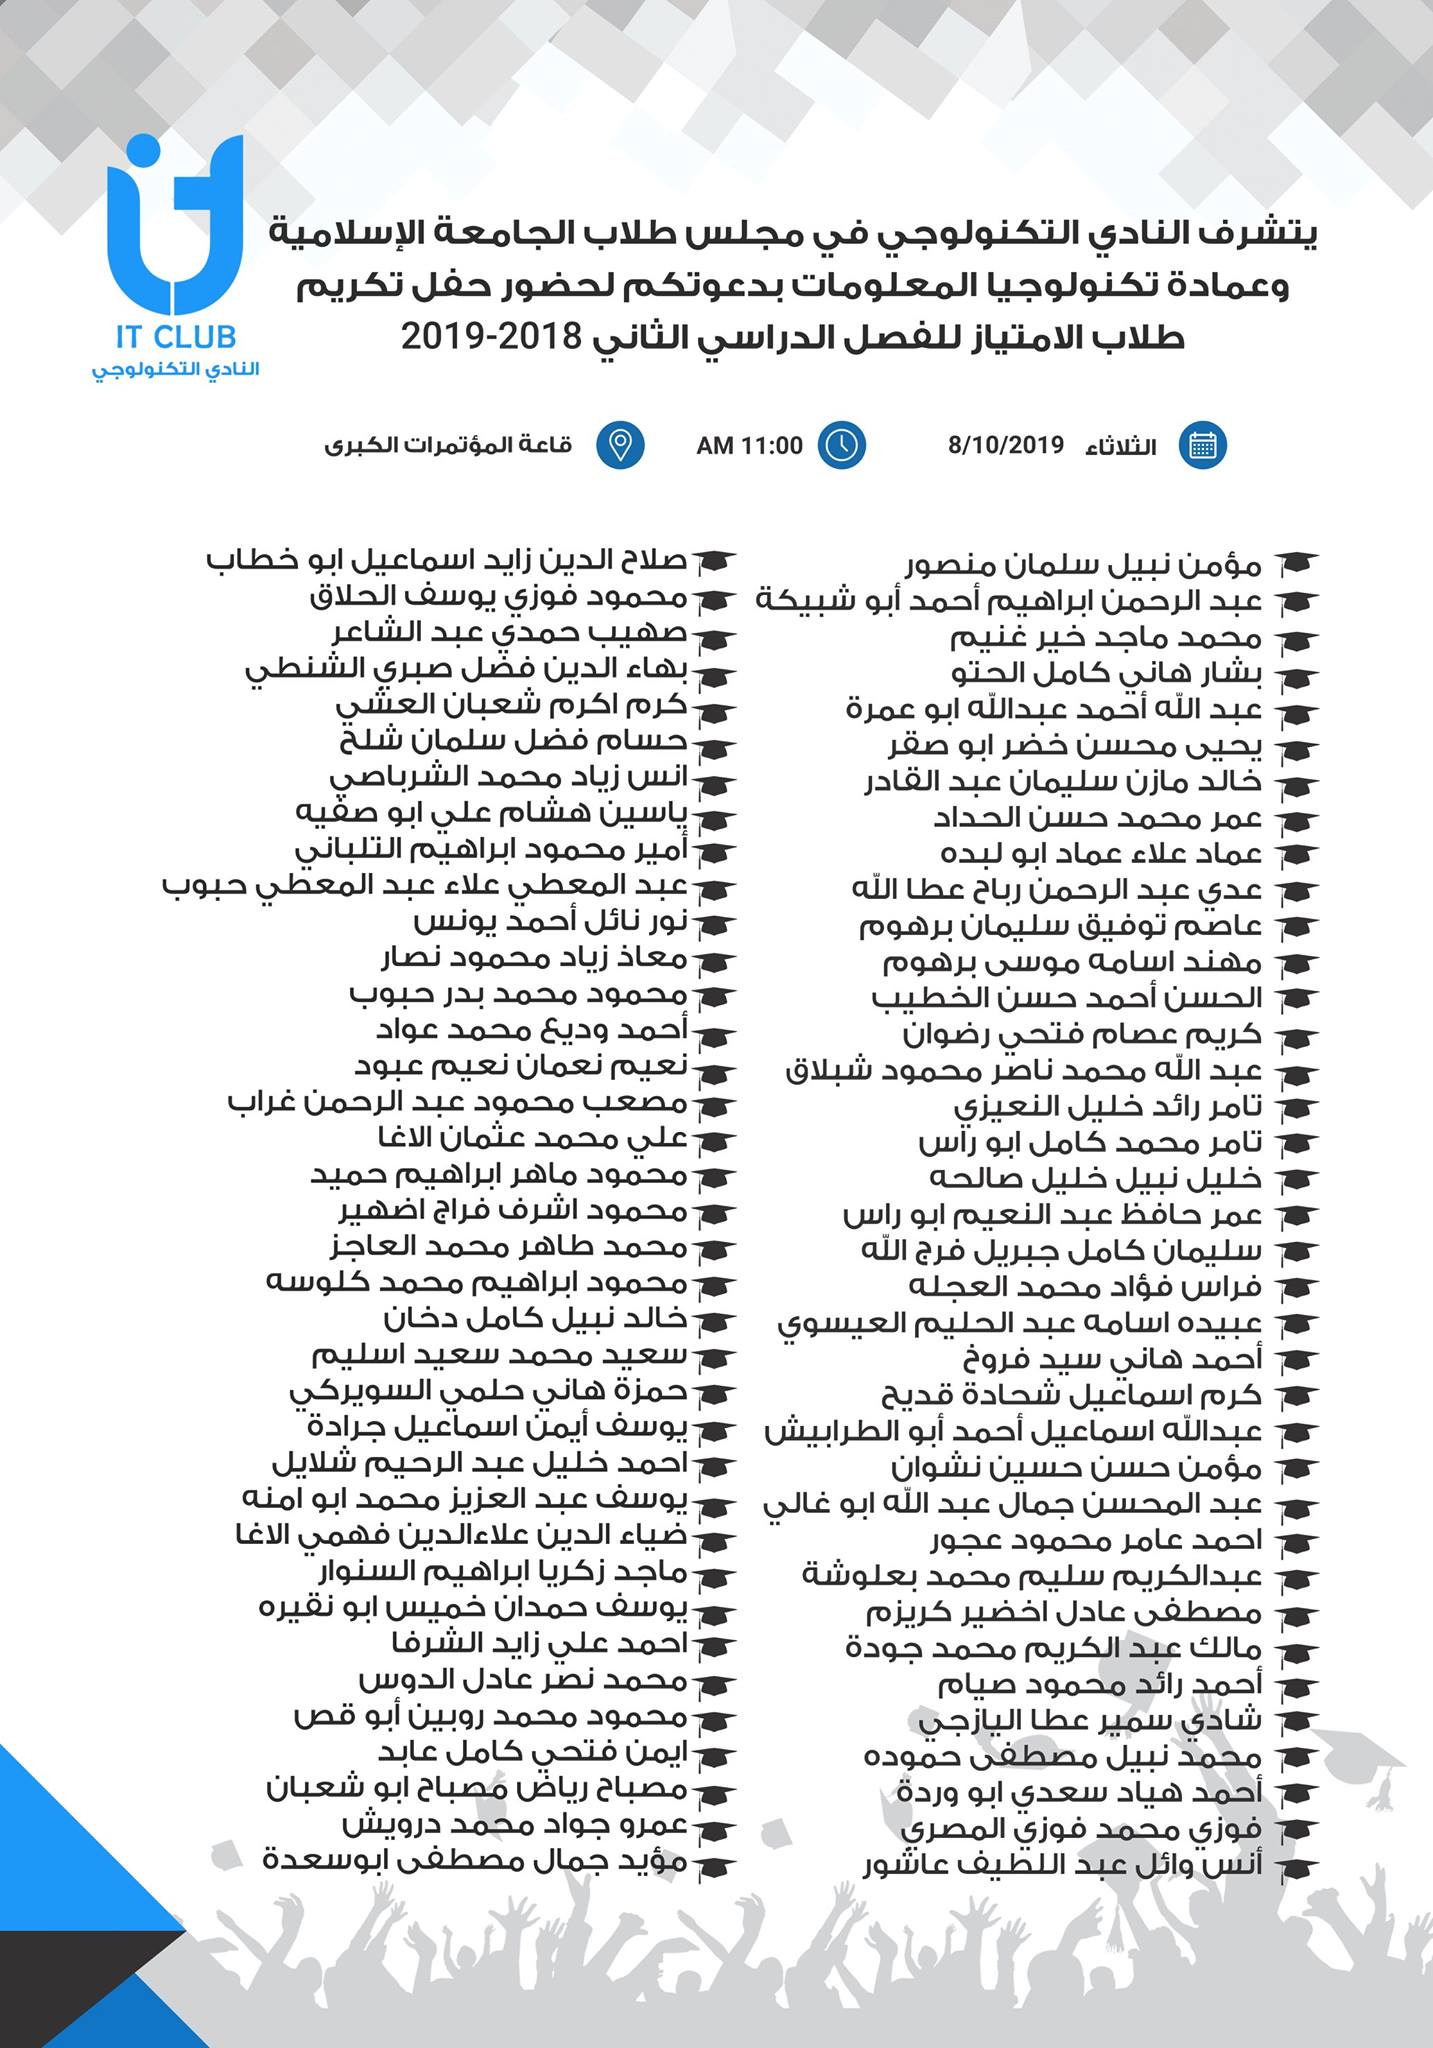 IT CLUB
النادي التكنولوجي
يتشرف النادي التكنولوجي في مجلس طلاب الجامعة الإسلامية
وعمادة تكنولوجيا المعلومات بدعوتكم لحضور حفل تكريم
طلاب الامتياز للفصل الدراسي الثاني 2018-2019
الثلاثاء 8/10/2019
11:00 AM
قاعة المؤتمرات الكبرى
مؤمن نبيل سلمان منصور
عبد الرحمن ابراهيم أحمد أبو شبيكة
محمد ماجد خير غنيم
بشار هاني كامل الحتو
عبد الله أحمد عبدالله ابو عمرة
يحيى محسن خضر ابو صقر
خالد مازن سليمان عبد القادر
عمر محمد حسن الحداد
عماد علاء عماد ابو لبده
عدي عبد الرحمن رباح عطا الله
عاصم توفيق سليمان برهوم
مهند اسامه موسى برهوم
الحسن أحمد حسن الخطيب
كريم عصام فتحي رضوان
عبد الله محمد ناصر محمود شبلاق
تامر رائد خليل النعيزي
تامر محمد كامل ابو راس
خليل نبيل خليل صالحه
عمر حافظ عبد النعيم ابو راس
سليمان كامل جبريل فرج الله
فراس فؤاد محمد العجله
عبيده اسامه عبد الحليم العيسوي
أحمد هاني سيد فروخ
كرم اسماعيل شحادة قديح
عبدالله اسماعيل أحمد أبو الطرابيش
مؤمن حسن حسين نشوان
عبد المحسن جمال عبد الله ابو غالي
احمد عامر محمود عجور
عبدالكريم سليم محمد بعلوشة
مصطفى عادل اخضير كريزم
مالك عبد الكريم محمد جودة
أحمد رائد محمود صيام
شادي سمير عطا اليازجي
محمد نبيل مصطفى حموده
أحمد هياد سعدي ابو وردة
فوزي محمد فوزي المصري
أنس وائل عبد اللطيف عاشور
صلاح الدين زايد اسماعيل ابو خطاب
محمود فوزي يوسف الحلاق
صهيب حمدي عبد الشاعر
بهاء الدين فضل صبري الشنطي
كرم اكرم شعبان العشي
حسام فضل سلمان شلح
انس زياد محمد الشرباصي
ياسين هشام علي ابو صفيه
أمير محمود ابراهيم التلباني
عبد المعطي علاء عبد المعطي حبوب
نور نائل أحمد يونس
معاذ زياد محمود نصار
محمود محمد بدر حبوب
أحمد وديع محمد عواد
نعيم نعمان نعيم عبود
مصعب محمود عبد الرحمن غراب
علي محمد عثمان الاغا
محمود ماهر ابراهيم حميد
محمود اشرف فراج اضهير
محمد طاهر محمد العاجز
محمود ابراهيم محمد كلوسه
خالد نبيل كامل دخان
سعيد محمد سعيد اسليم
حمزة هاني حلمي السويركي
يوسف أيمن اسماعيل جرادة
احمد خليل عبد الرحيم شلايل
يوسف عبد العزيز محمد ابو امنه
ضياء الدين علاءالدين فهمي الاغا
ماجد زكريا ابراهيم السنوار
يوسف حمدان خميس ابو نقيره
احمد علي زايد الشرفا
محمد نصر عادل الدوس
محمود محمد روبين أبو قص
ايمن فتحي كامل عابد
مصباح رياض مصباح ابو شعبان
عمرو جواد محمد درويش
مؤيد جمال مصطفى ابوسعدة